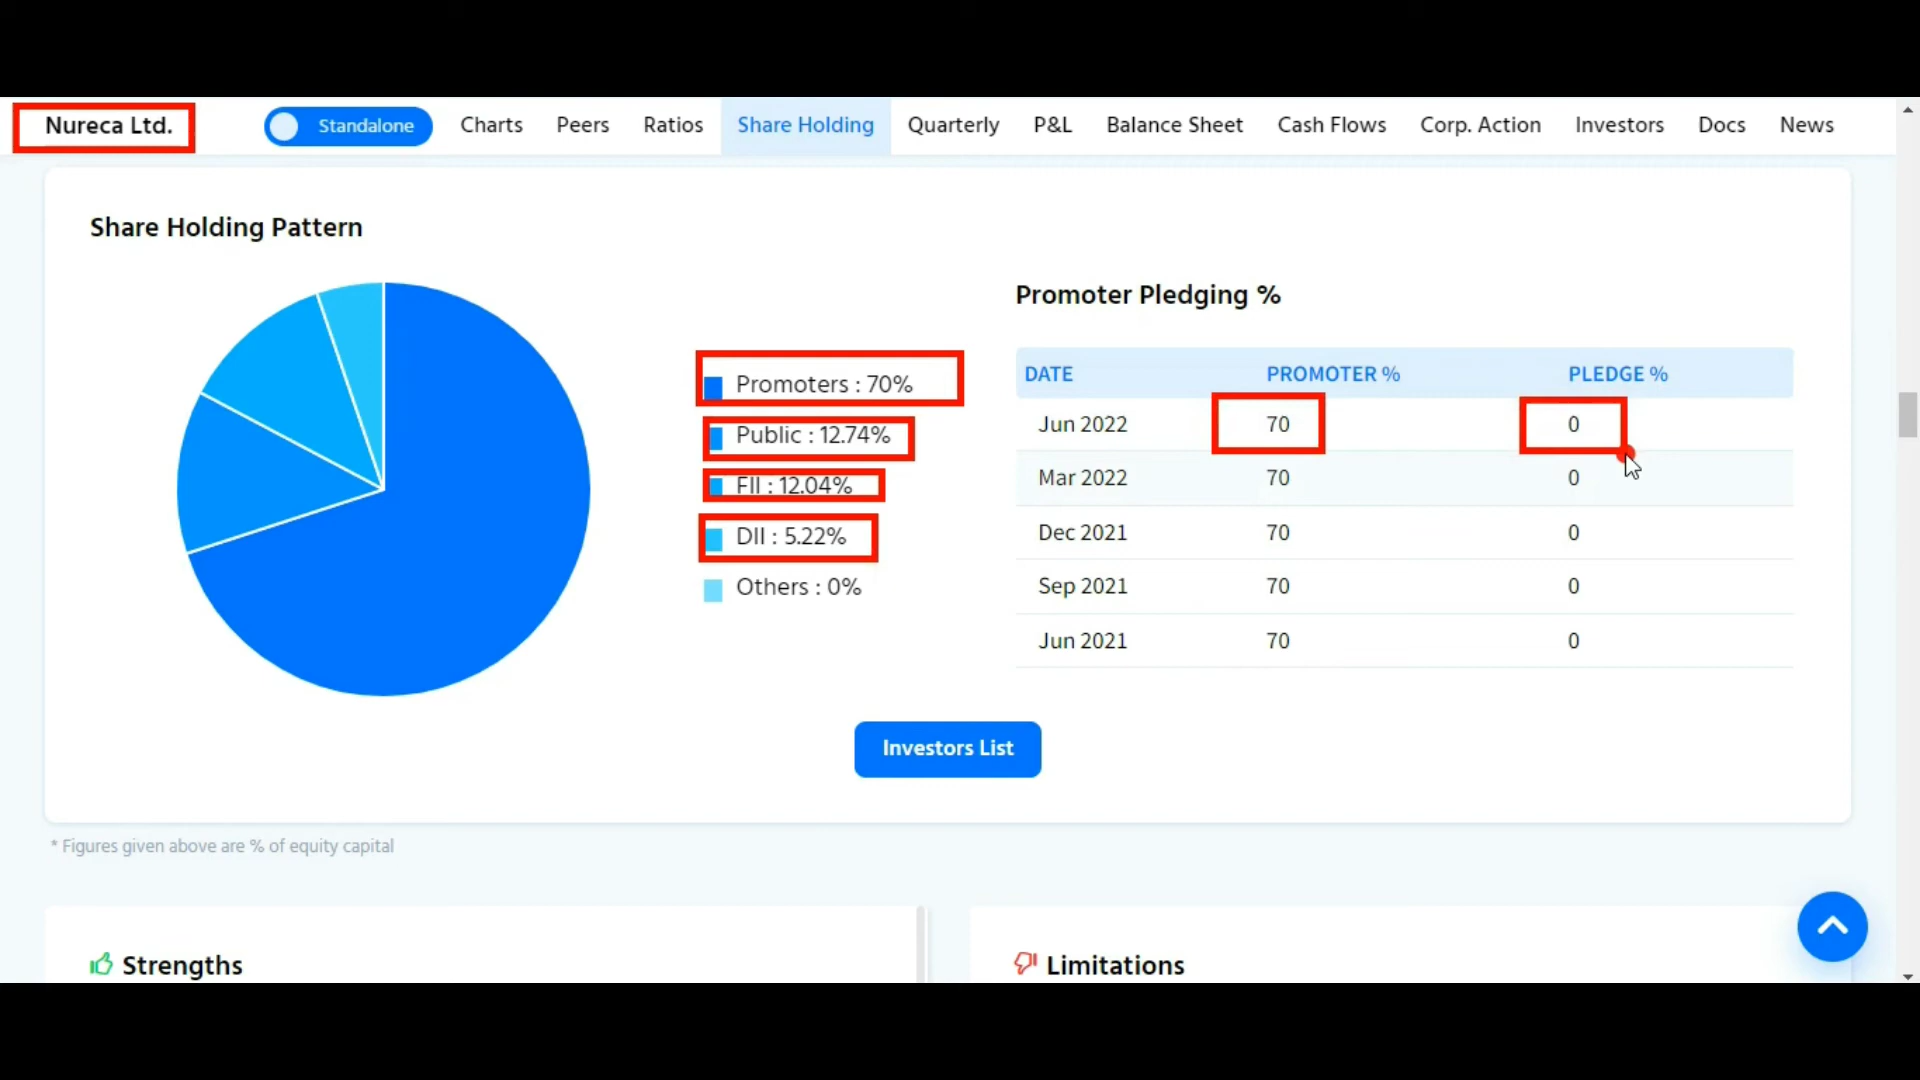 Nureca Ltd. Standalone Charts Peers Ratios Share Holding Quarterly P&L Balance Sheet Cash Flows Corp. Action Investors Docs News
Share Holding Pattern
Promoters : 70%
Public : 12.74%
FII : 12.04%
DII : 5.22%
Others : 0%
Promoter Pledging %
DATE PROMOTER % PLEDGE %
Jun 2022 70 0
Mar 2022 70 0
Dec 2021 70 0
Sep 2021 70 0
Jun 2021 70 0
Investors List
* Figures given above are % of equity capital
Strengths
Limitations